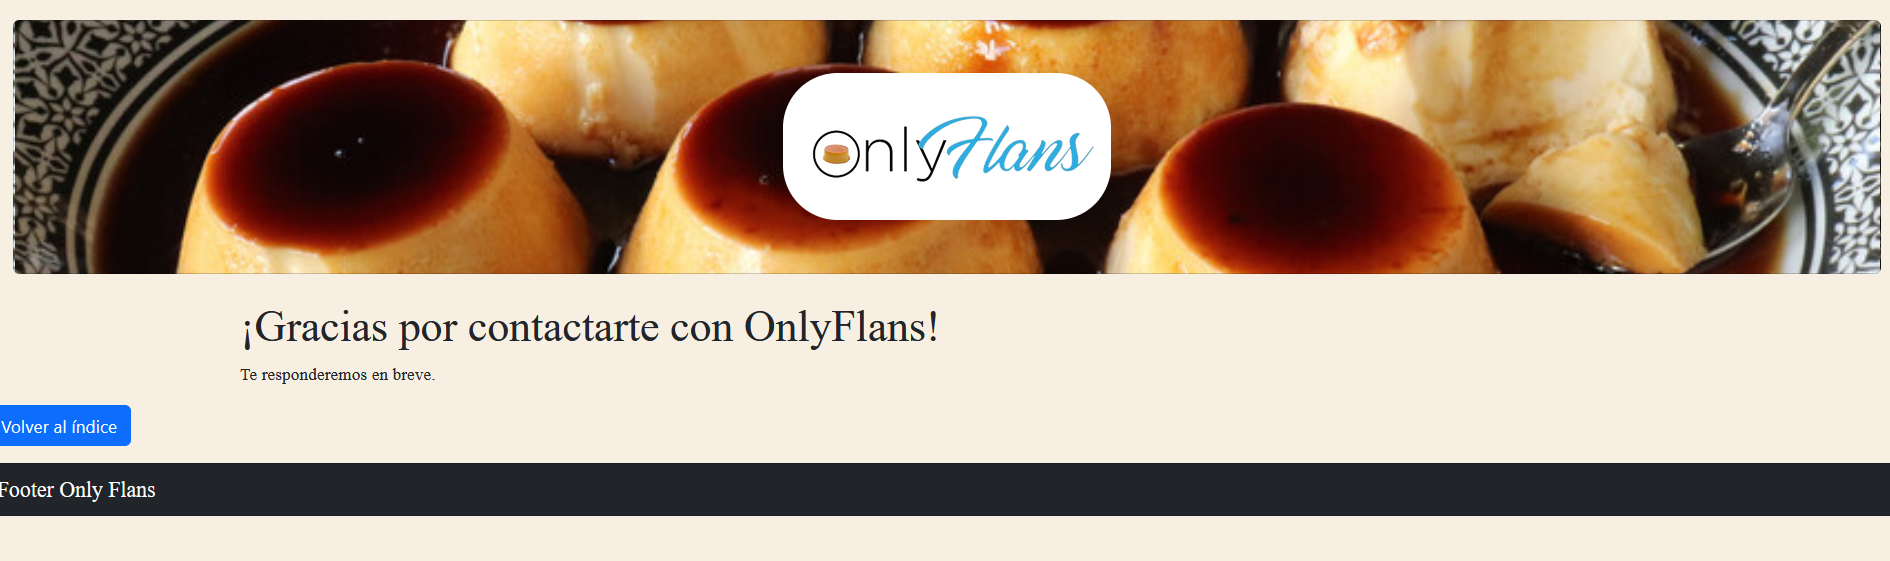 OnlyFlans
¡Gracias por contactarte con OnlyFlans!
Te responderemos en breve.
Volver al índice
Footer Only Flans